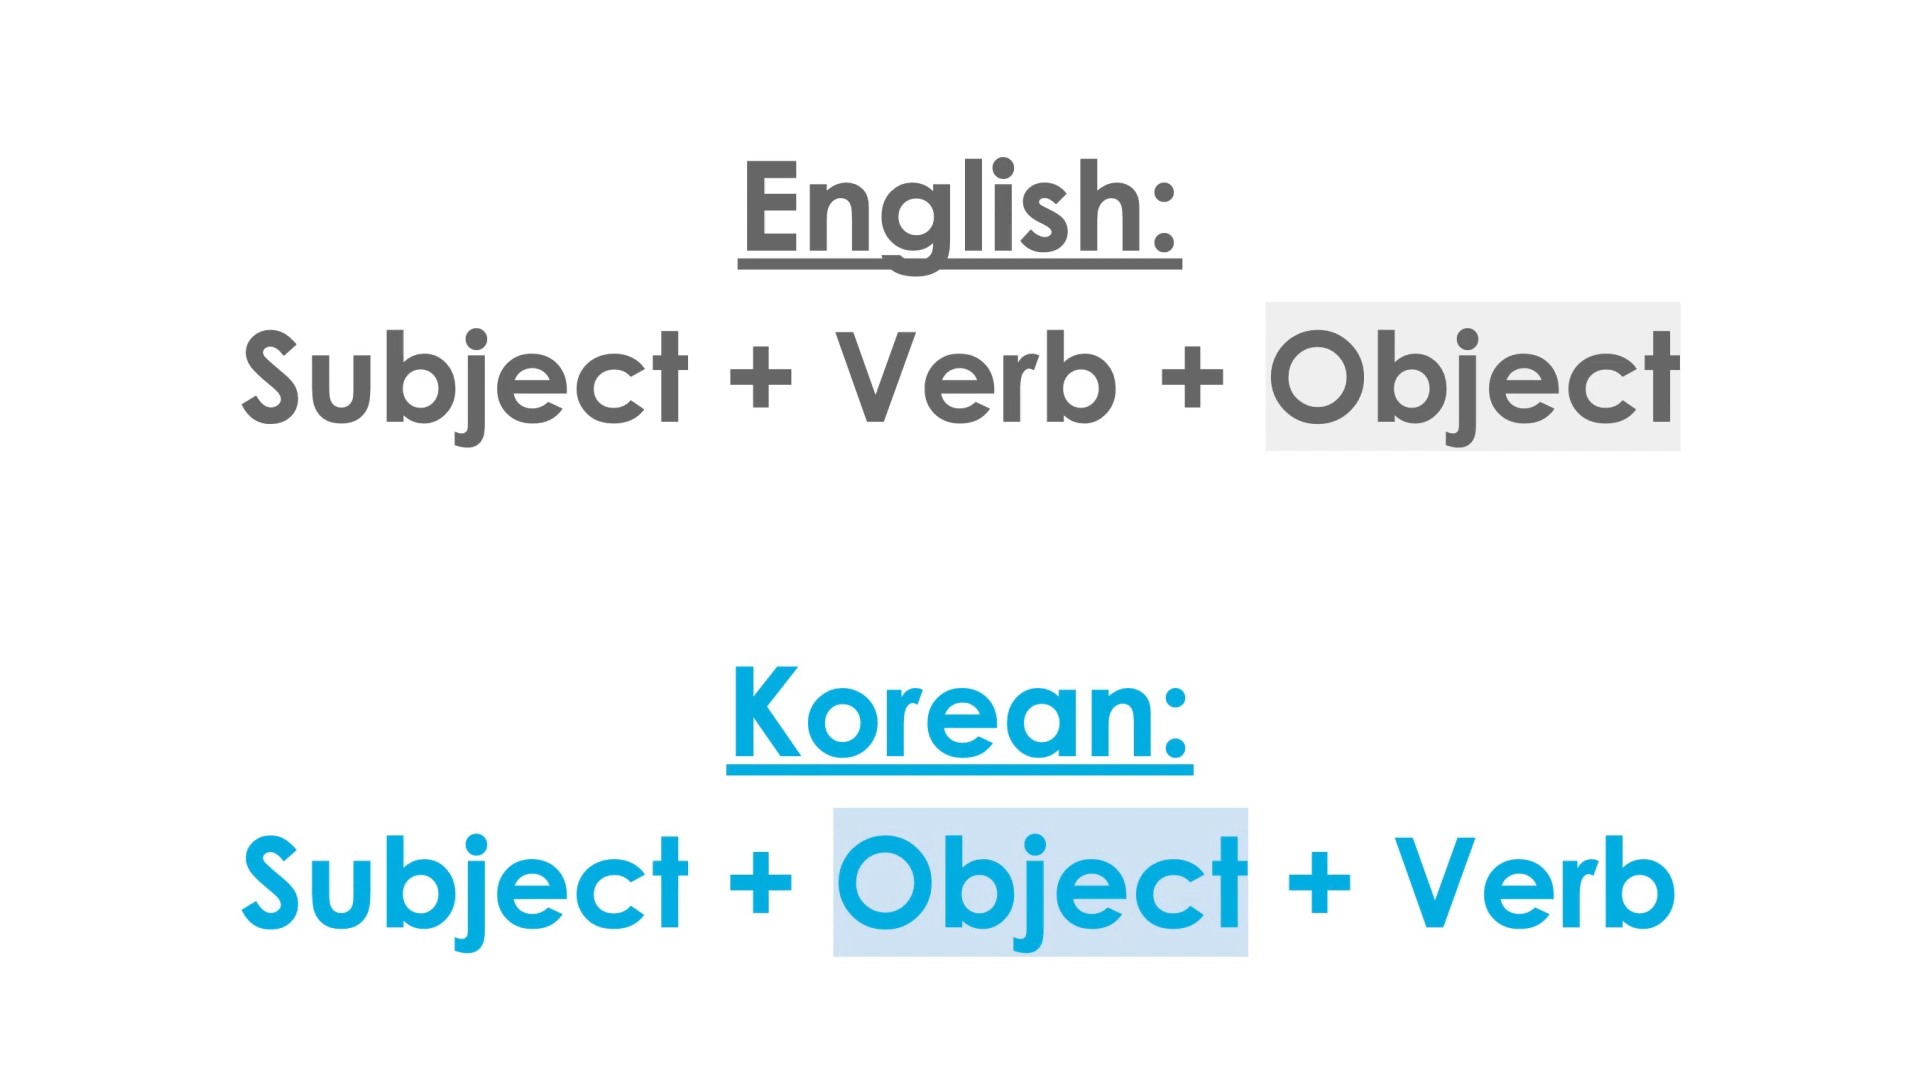 English:
Subject + Verb + Object
Korean:
Subject + Object + Verb